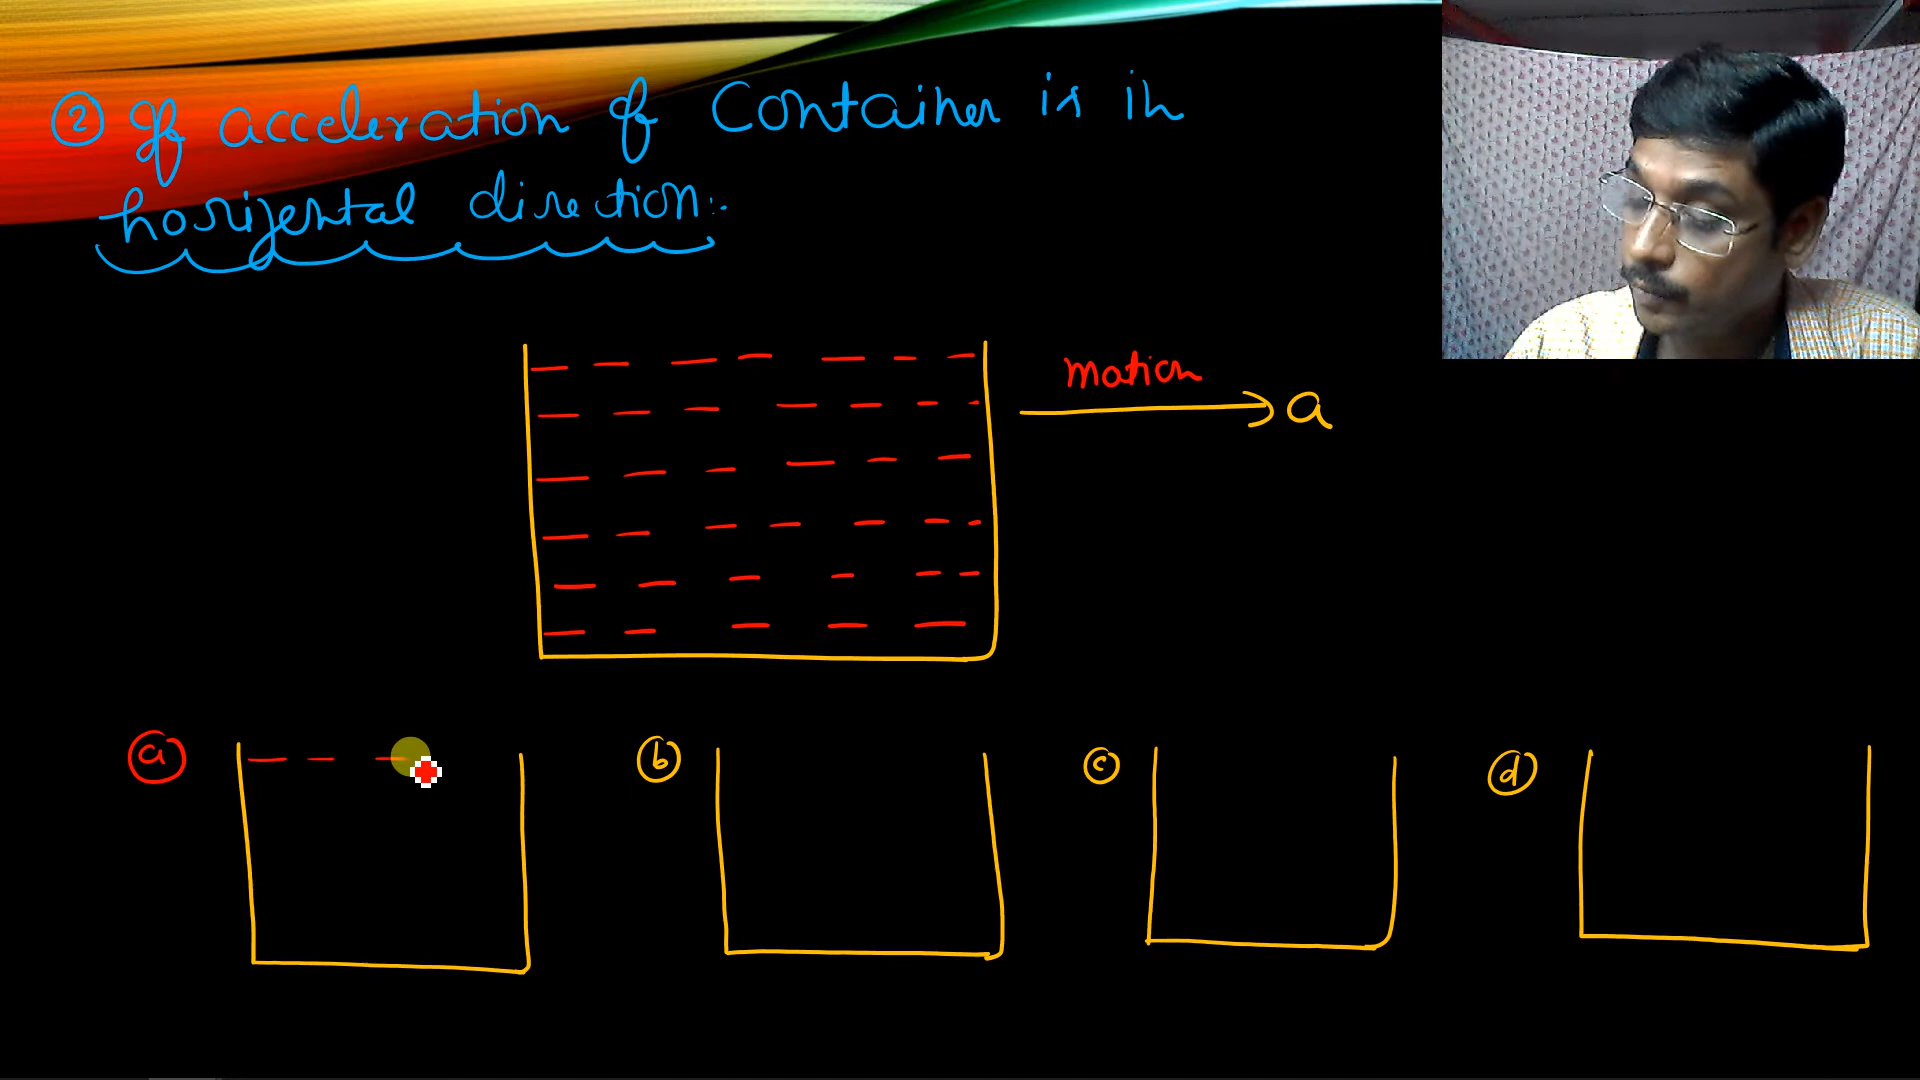 ② If acceleration of Container is in
horizental direction:.
motion
a
ⓐ ⓑ ⓒ ⓓ